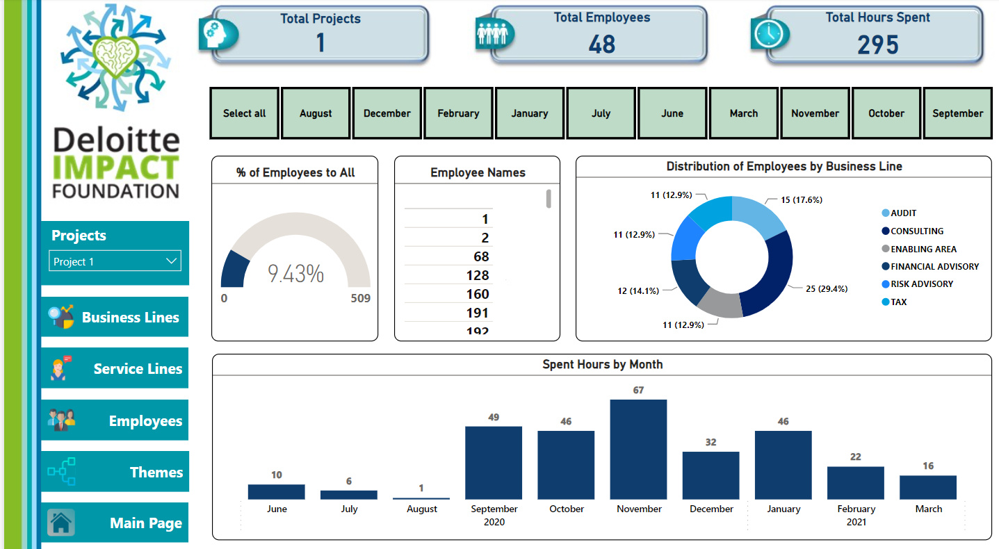 Deloitte
IMPACT
FOUNDATION
Projects
Project 1
Business Lines
Service Lines
Employees
Themes
Main Page
Total Projects
1
Total Employees
48
Total Hours Spent
295
Select all
August
December
February
January
July
June
March
November
October
September
% of Employees to All
9.43%
0
509
Employee Names
1
2
68
128
160
191
192
Distribution of Employees by Business Line
11 (12.9%)
15 (17.6%)
11 (12.9%)
12 (14.1%)
25 (29.4%)
11 (12.9%)
AUDIT
CONSULTING
ENABLING AREA
FINANCIAL ADVISORY
RISK ADVISORY
TAX
Spent Hours by Month
10
6
1
49
46
67
32
46
22
16
June
July
August
September
October
November
December
January
February
March
2020
2021